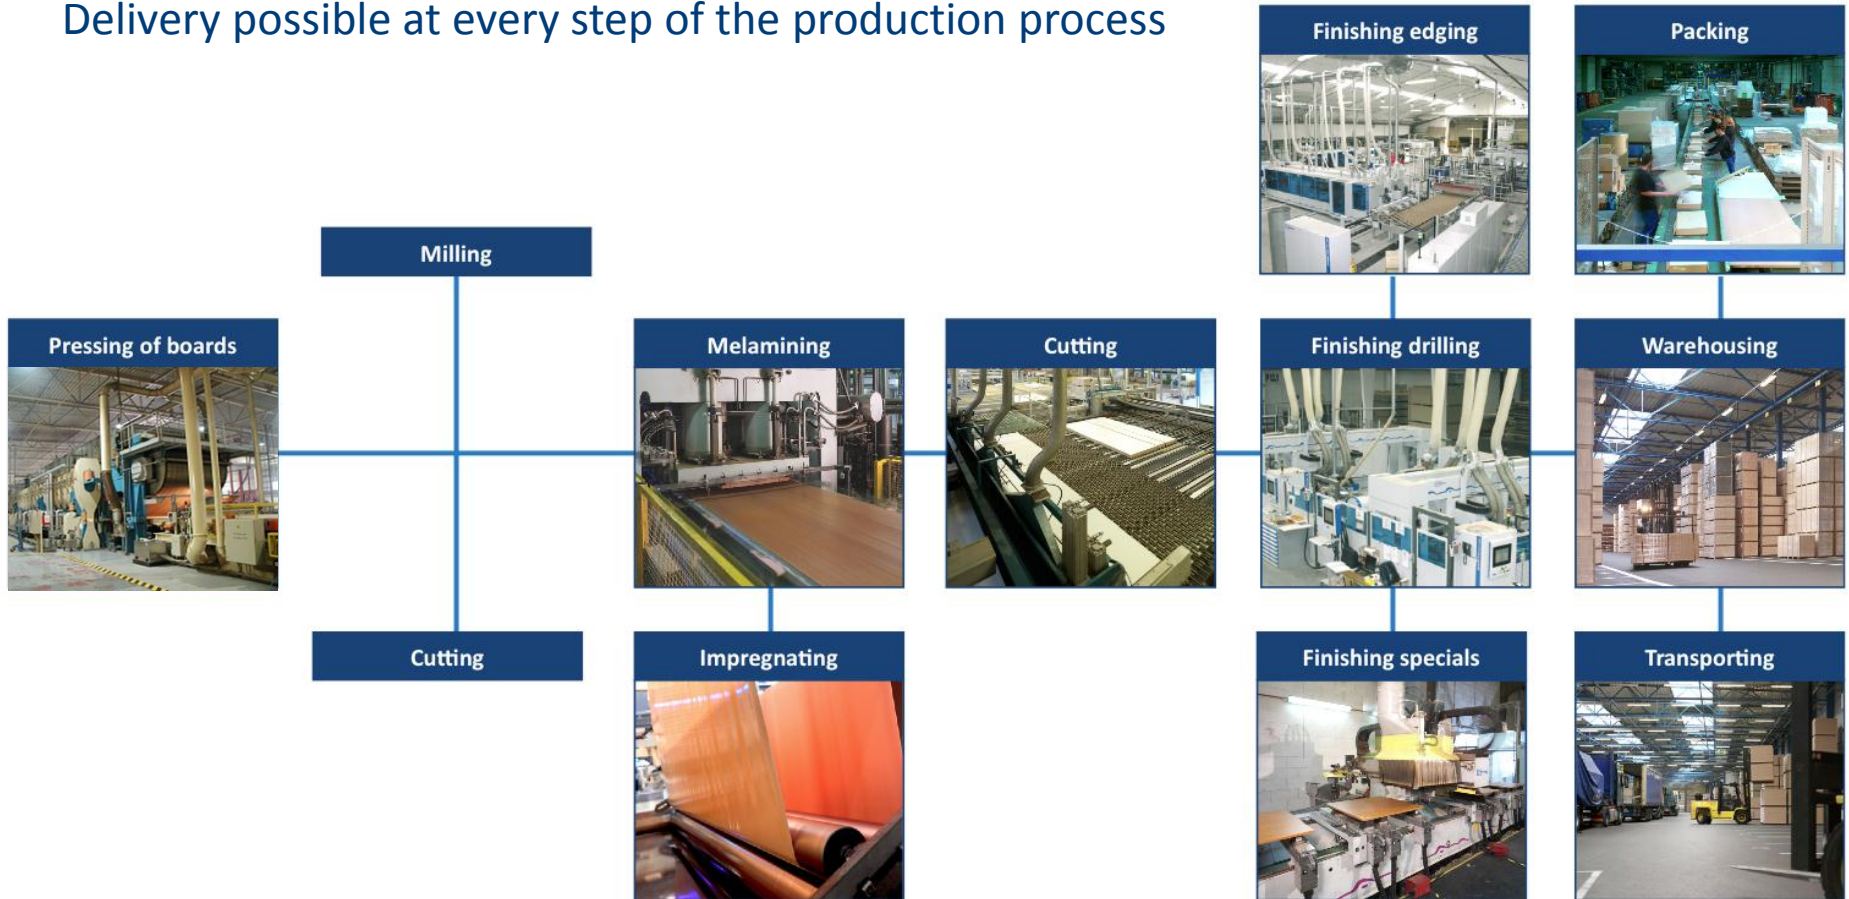 Delivery possible at every step of the production process
Finishing edging
Packing
Milling
Pressing of boards
Melamining
Cutting
Finishing drilling
Warehousing
Cutting
Impregnating
Finishing specials
Transporting